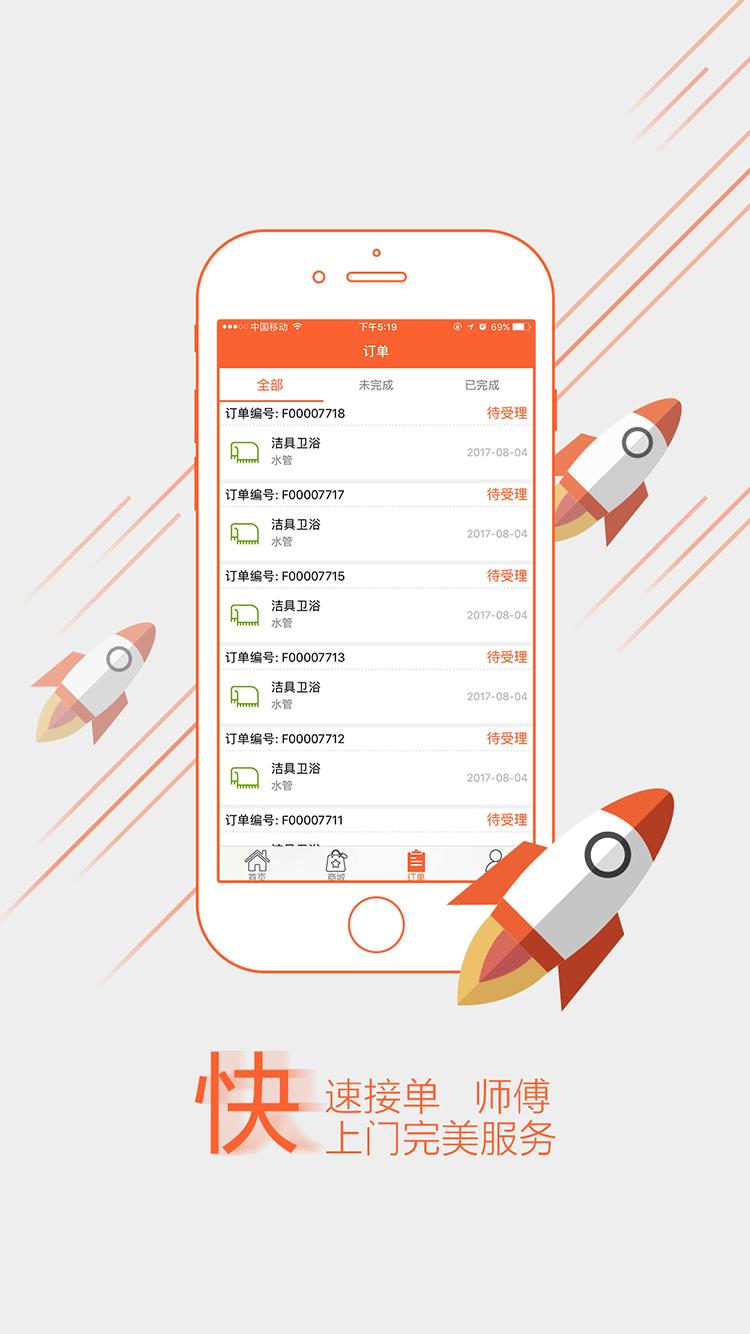 中国移动 下午5:19 69%
订单
全部 未完成 已完成
订单编号: F00007718 待受理
洁具卫浴
水管 2017-08-04
订单编号: F00007717 待受理
洁具卫浴
水管 2017-08-04
订单编号: F00007715 待受理
洁具卫浴
水管 2017-08-04
订单编号: F00007713 待受理
洁具卫浴
水管 2017-08-04
订单编号: F00007712 待受理
洁具卫浴
水管 2017-08-04
订单编号: F00007711 待受理
首页 商城 订单
快速接单 师傅
上门完美服务